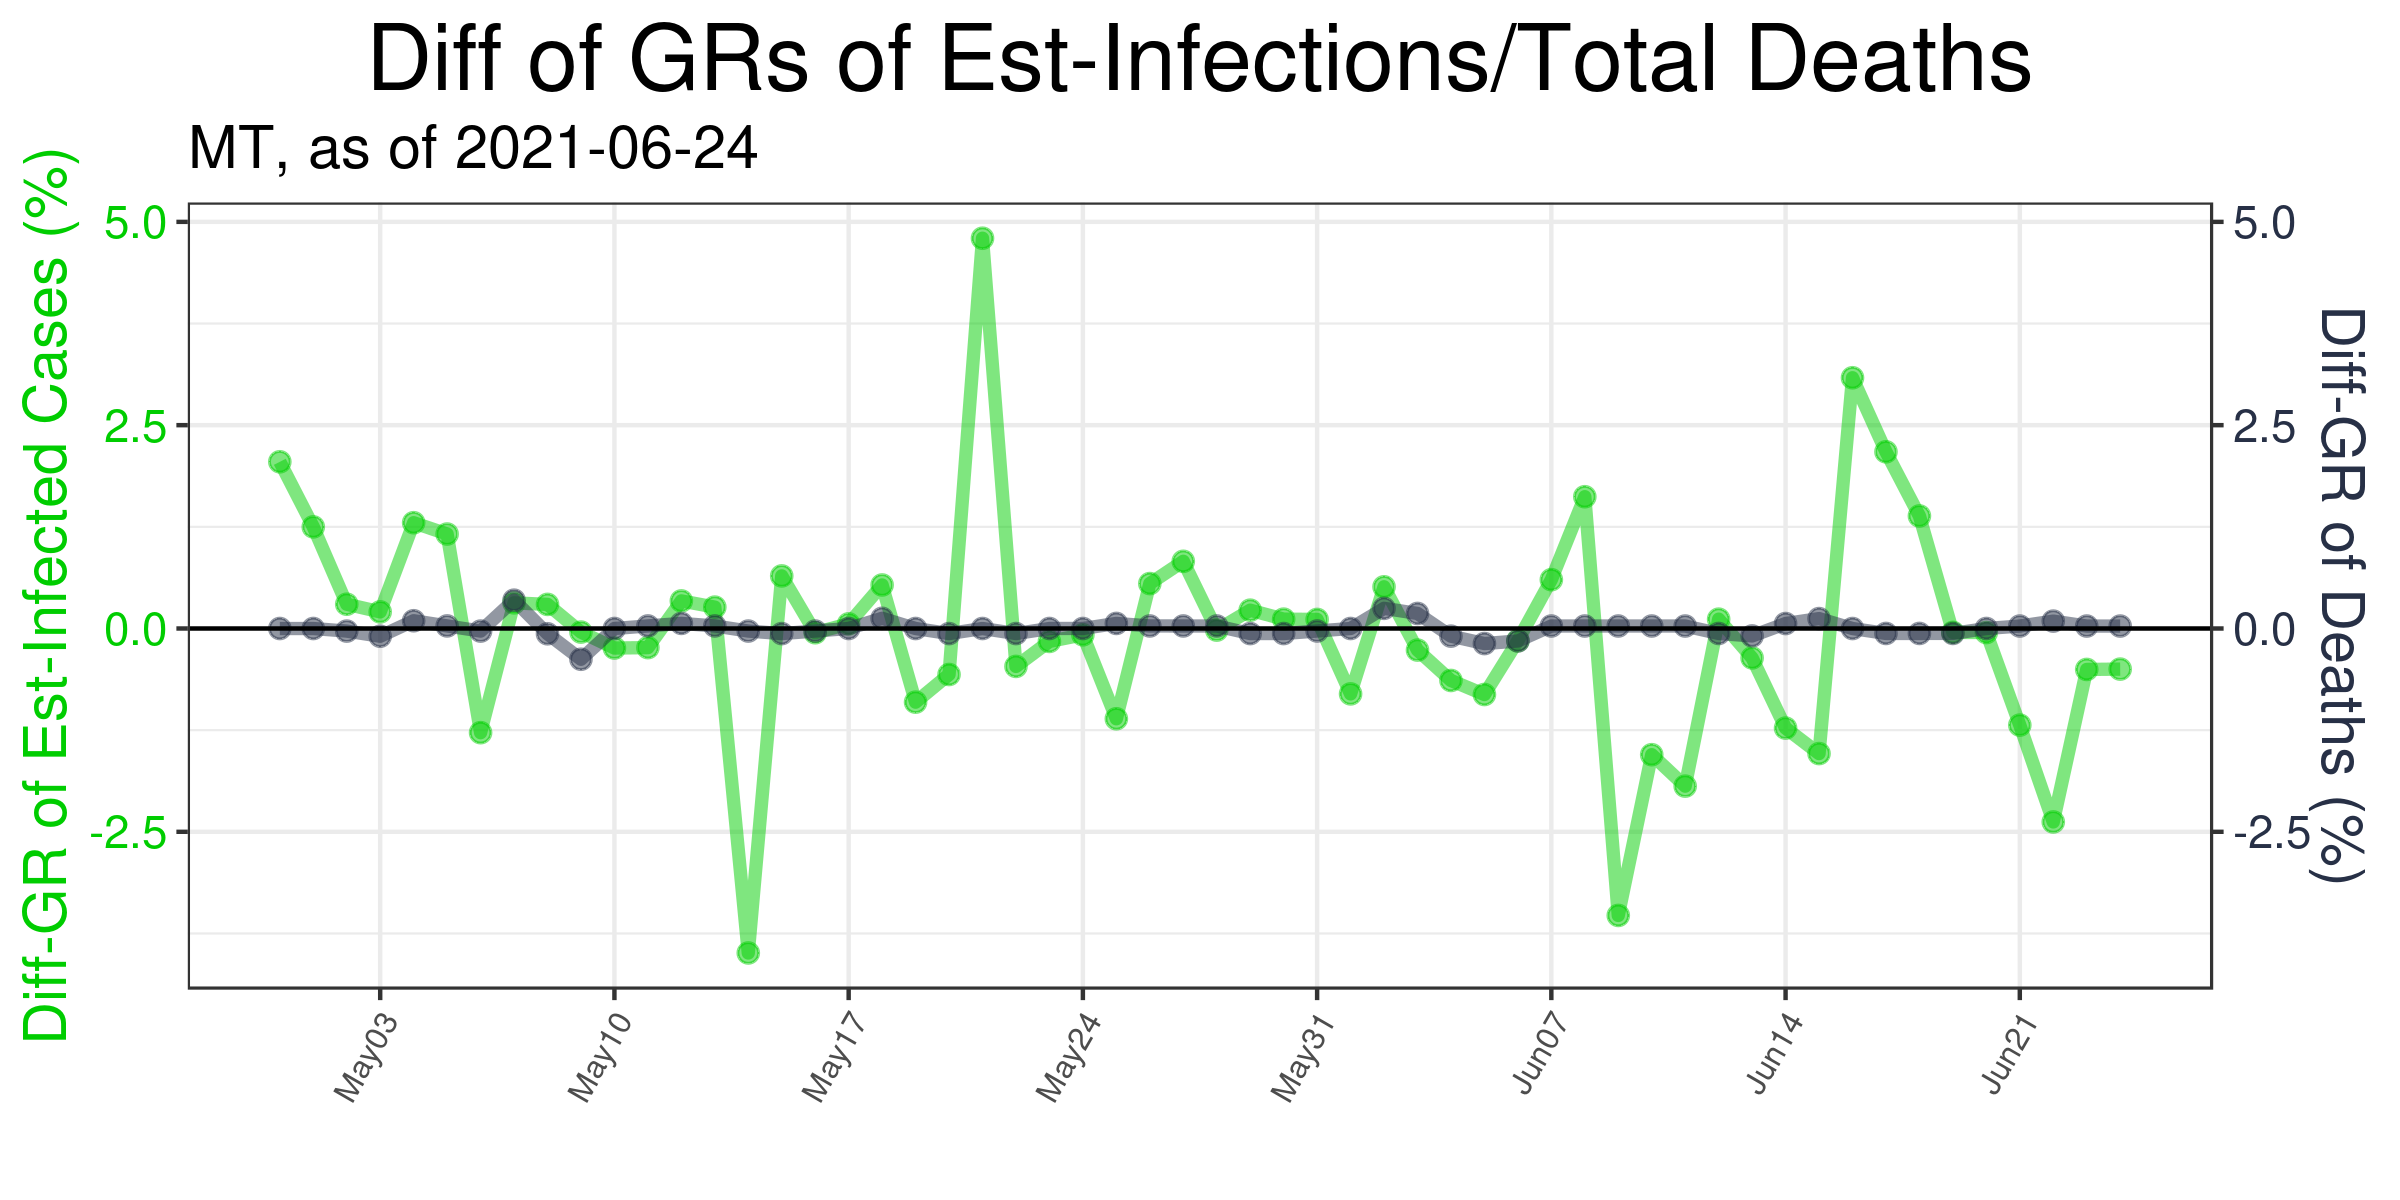 Diff of GRs of Est-Infections/Total Deaths
MT, as of 2021-06-24
Diff-GR of Est-Infected Cases (%)
5.0
2.5
0.0
-2.5
5.0
2.5
0.0
-2.5
Diff-GR of Deaths (%)
May03
May10
May17
May24
May31
Jun07
Jun14
Jun21